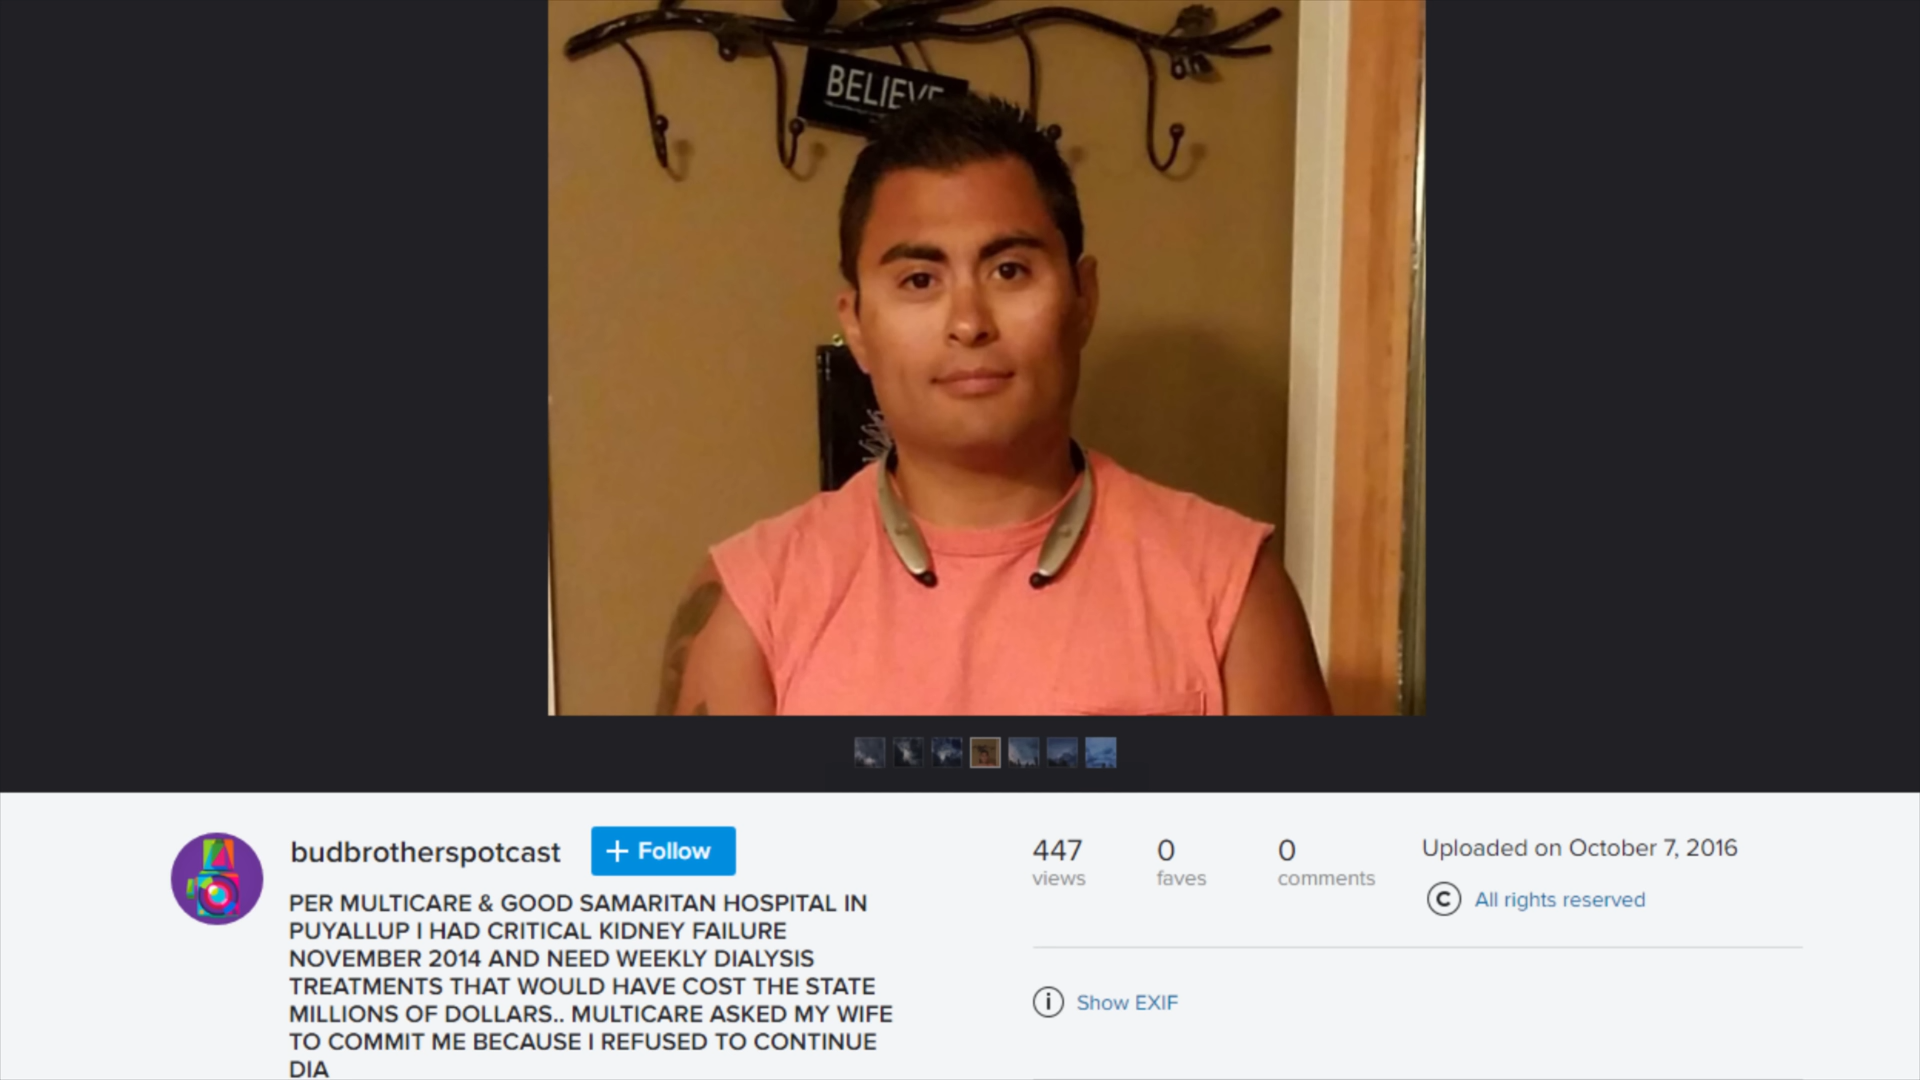 BELIEVE
budbrotherspotcast
+ Follow
PER MULTICARE & GOOD SAMARITAN HOSPITAL IN
PUYALLUP I HAD CRITICAL KIDNEY FAILURE
NOVEMBER 2014 AND NEED WEEKLY DIALYSIS
TREATMENTS THAT WOULD HAVE COST THE STATE
MILLIONS OF DOLLARS.. MULTICARE ASKED MY WIFE
TO COMMIT ME BECAUSE I REFUSED TO CONTINUE
DIA
447
views
0
faves
0
comments
Uploaded on October 7, 2016
© All rights reserved
i Show EXIF